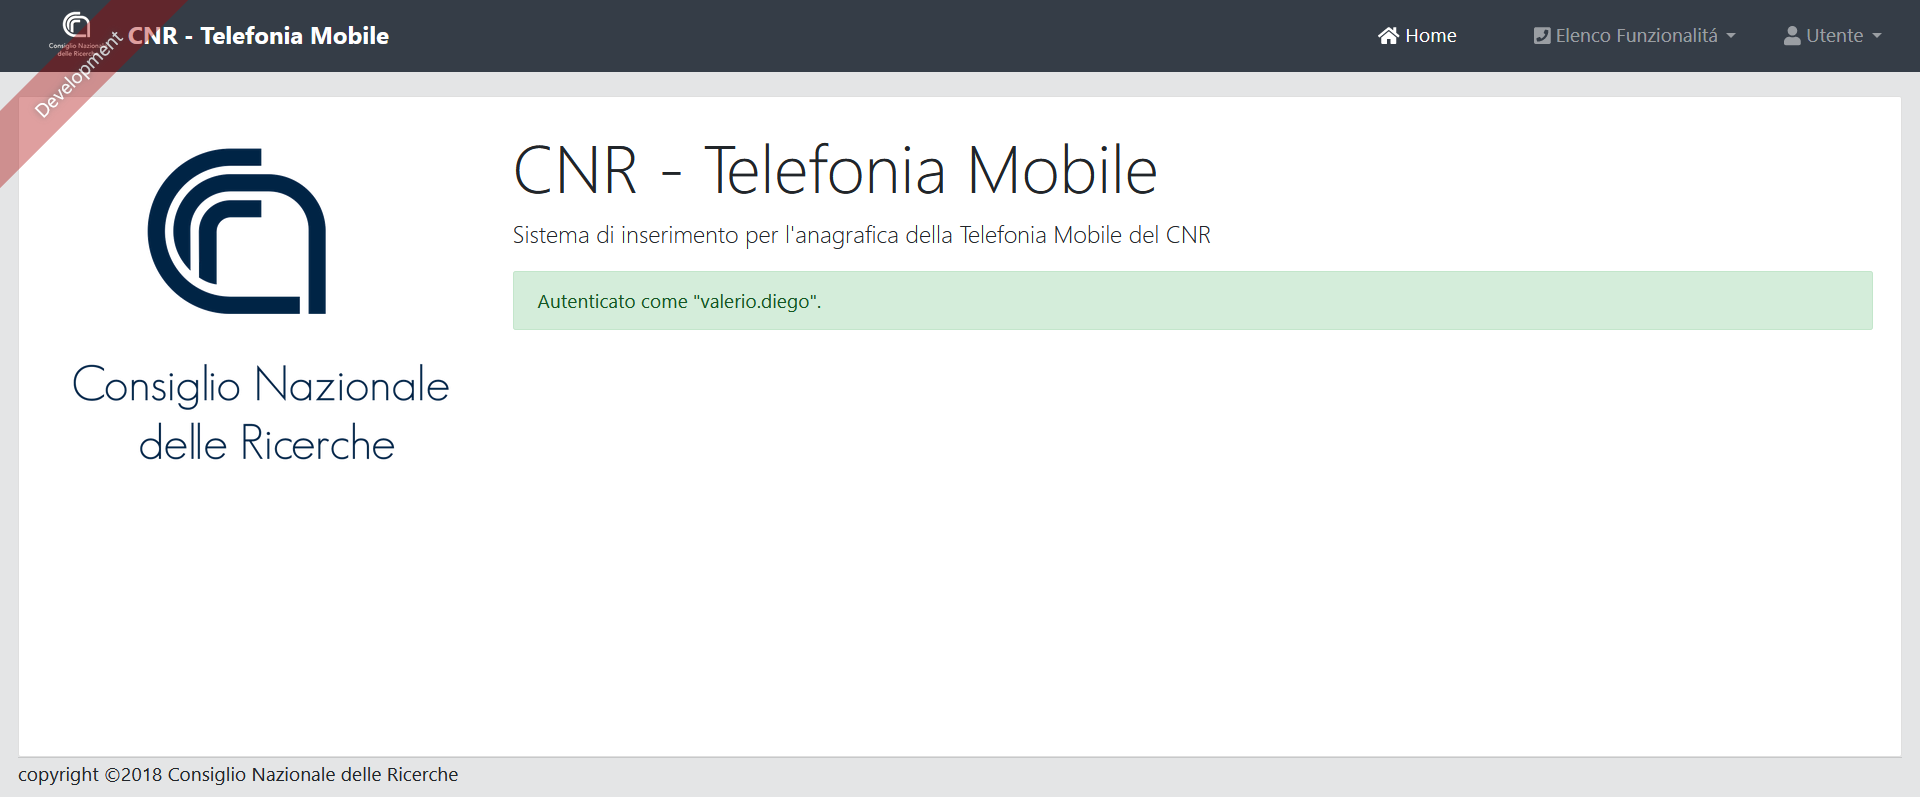 Consiglio Nazionale
delle Ricerche
CNR - Telefonia Mobile
Home
Elenco Funzionalitá
Utente
Development
Consiglio Nazionale
delle Ricerche
CNR - Telefonia Mobile
Sistema di inserimento per l'anagrafica della Telefonia Mobile del CNR
Autenticato come "valerio.diego".
copyright ©2018 Consiglio Nazionale delle Ricerche